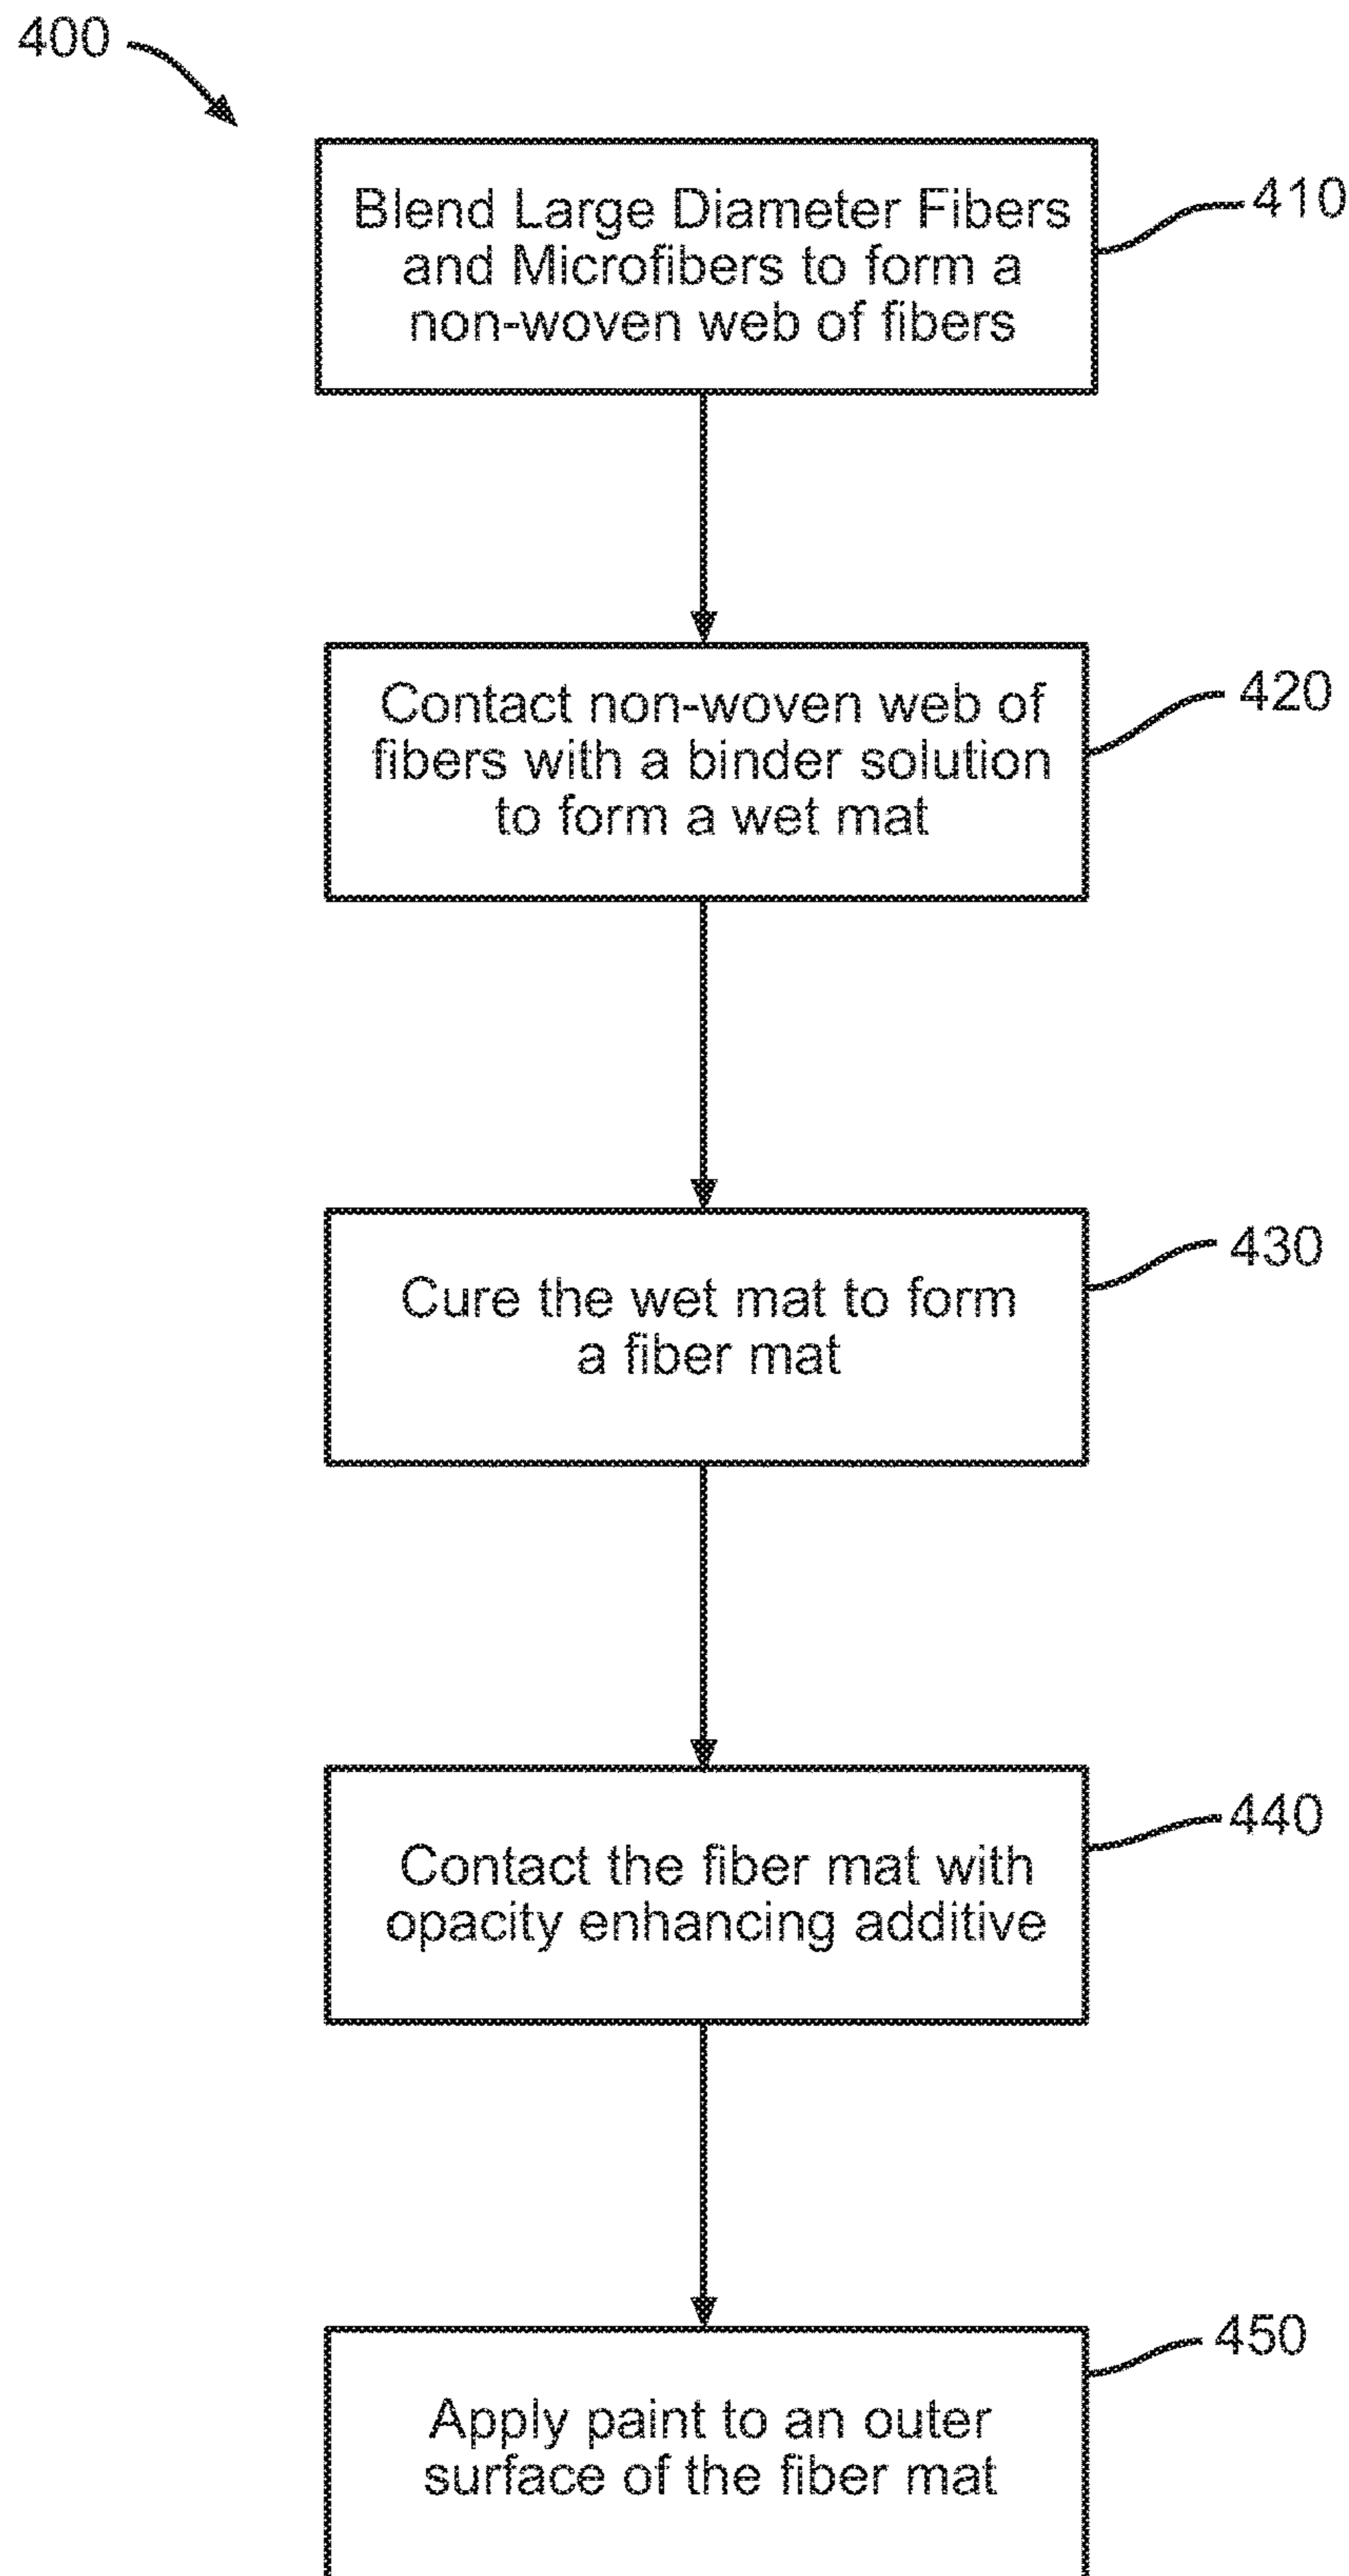 400
Blend Large Diameter Fibers
and Microfibers to form a
non-woven web of fibers
410
Contact non-woven web of
fibers with a binder solution
to form a wet mat
420
Cure the wet mat to form
a fiber mat
430
Contact the fiber mat with
opacity enhancing additive
440
Apply paint to an outer
surface of the fiber mat
450